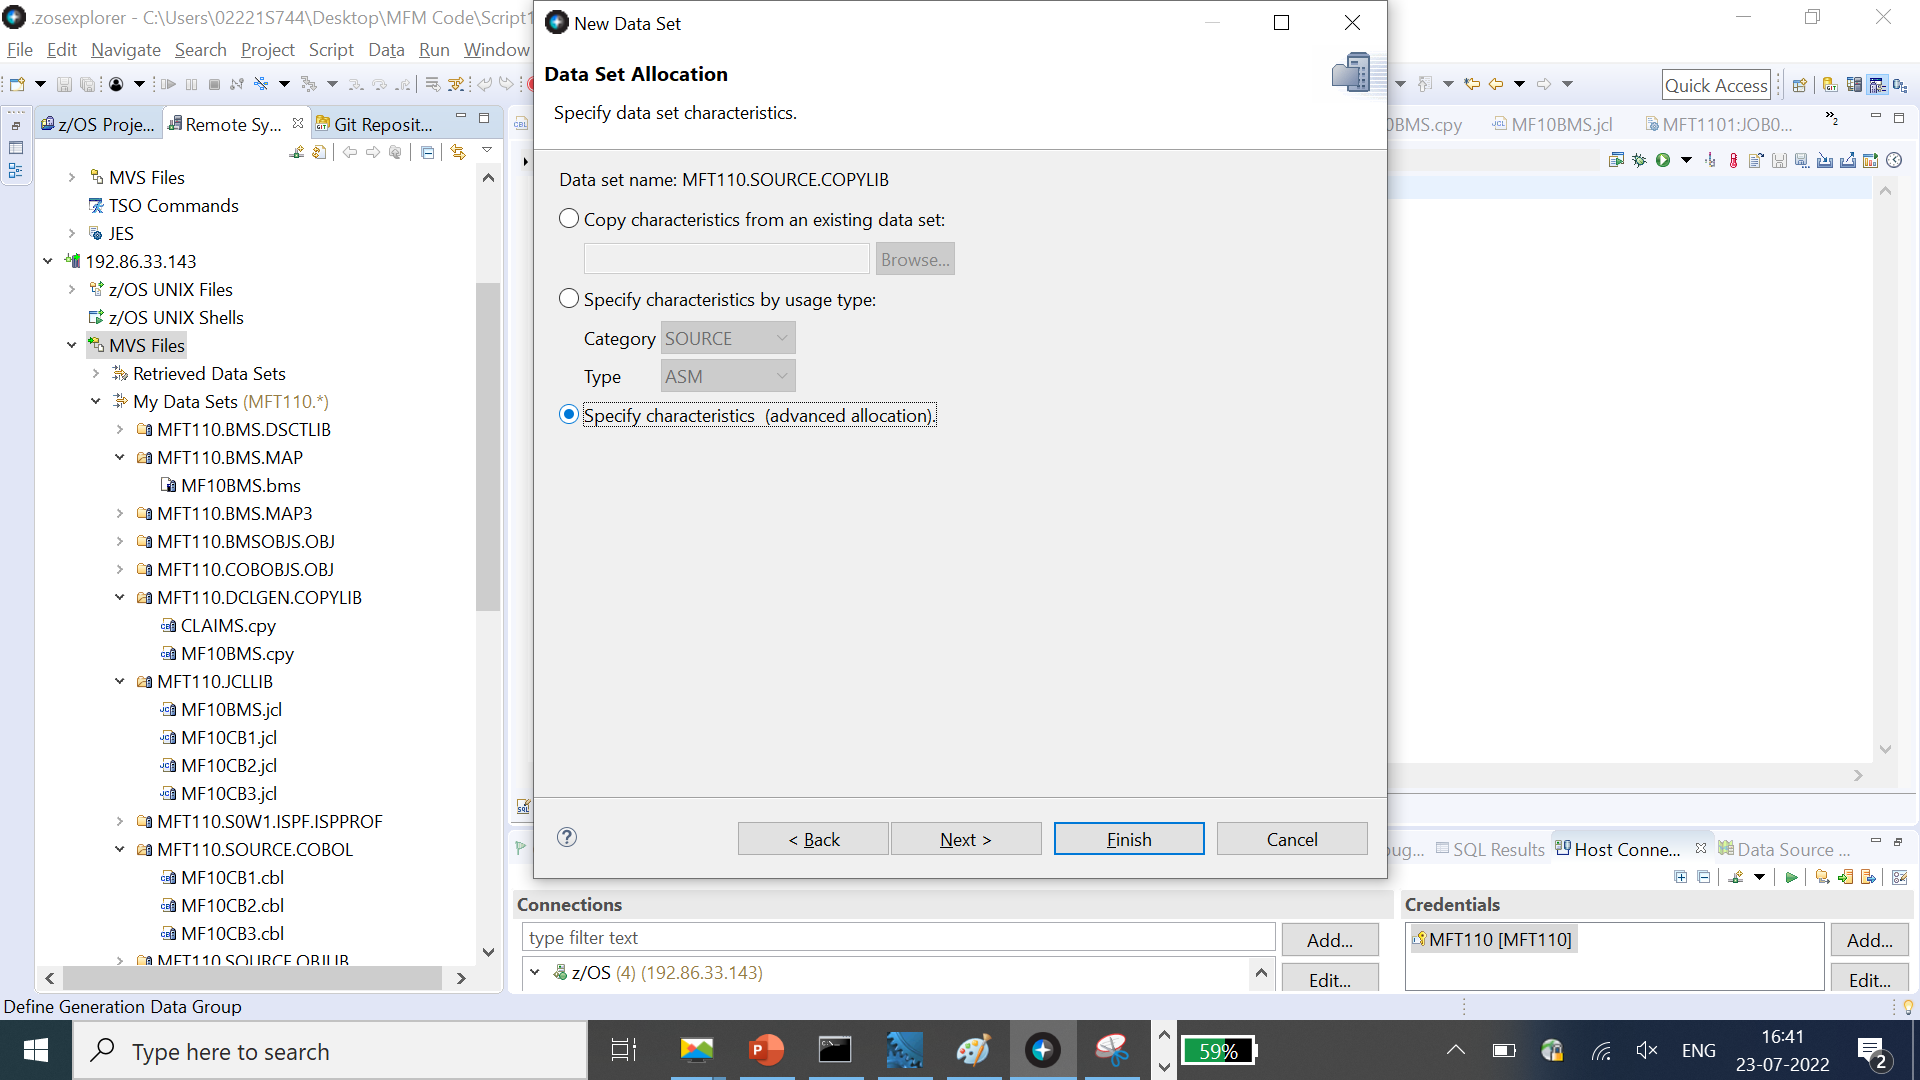 .zosexplorer - C:\Users\02221S744\Desktop\MFM Code\Script1
File Edit Navigate Search Project Script Data Run Window
Quick Access
z/OS Proje...
Remote Sy...
Git Reposit...
MVS Files
TSO Commands
JES
192.86.33.143
z/OS UNIX Files
z/OS UNIX Shells
MVS Files
Retrieved Data Sets
My Data Sets (MFT110.*)
MFT110.BMS.DSCTLIB
MFT110.BMS.MAP
MF10BMS.bms
MFT110.BMS.MAP3
MFT110.BMSOBJS.OBJ
MFT110.COBOBJS.OBJ
MFT110.DCLGEN.COPYLIB
CLAIMS.cpy
MF10BMS.cpy
MFT110.JCLLIB
MF10BMS.jcl
MF10CB1.jcl
MF10CB2.jcl
MF10CB3.jcl
MFT110.S0W1.ISPF.ISPPROF
MFT110.SOURCE.COBOL
MF10CB1.cbl
MF10CB2.cbl
MF10CB3.cbl
MFT110.SOURCE.OBJLIB
Define Generation Data Group
New Data Set
Data Set Allocation
Specify data set characteristics.
Data set name: MFT110.SOURCE.COPYLIB
Copy characteristics from an existing data set:
Browse...
Specify characteristics by usage type:
Category SOURCE
Type ASM
Specify characteristics (advanced allocation).
< Back Next > Finish Cancel
0BMS.cpy
MF10BMS.jcl
MFT1101:JOB0...
2
ug...
SQL Results
Host Conne...
Data Source ...
Connections
type filter text
Add...
z/OS (4) (192.86.33.143)
Edit...
Credentials
MFT110 [MFT110]
Add...
Edit...
Type here to search
59%
ENG
16:41
23-07-2022
2